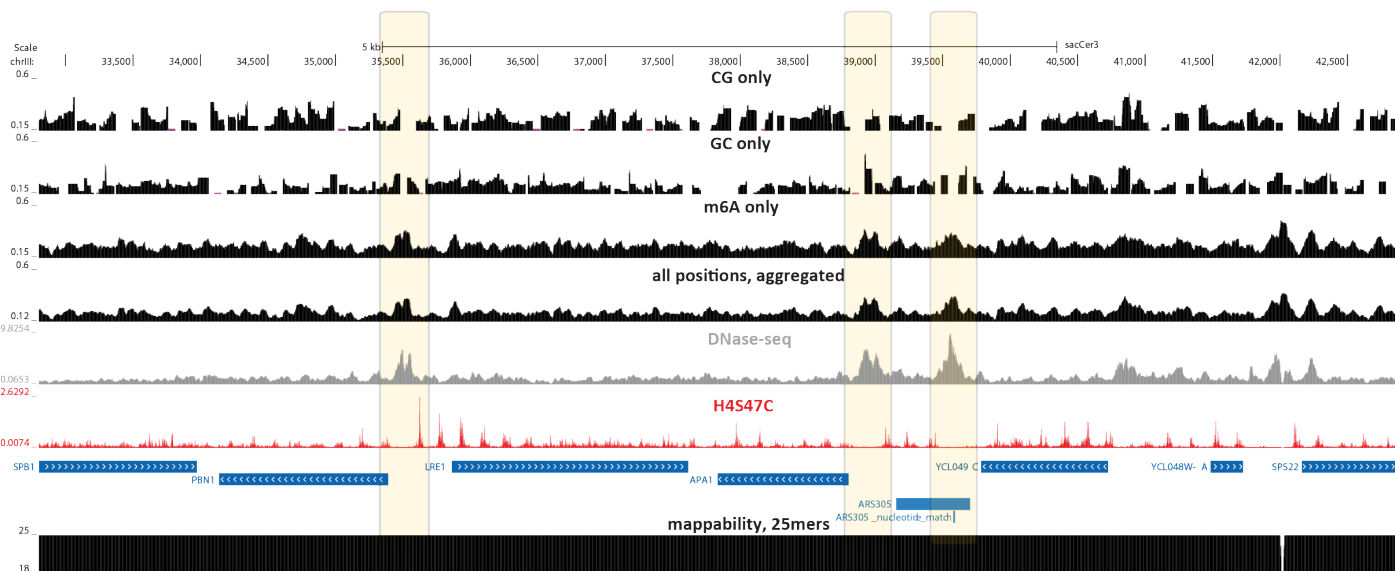 Scale 5 kb sacCer3
chrIII: 33,500 34,000 34,500 35,000 35,500 36,000 36,500 37,000 37,500 38,000 38,500 39,000 39,500 40,000 40,500 41,000 41,500 42,000 42,500
0.6 _
CG only
0.15 _
0.6 _
GC only
0.15 _
0.6 _
m6A only
0.15 _
0.6 _
all positions, aggregated
0.12 _
9.8254 _
DNase-seq
0.0653 _
2.6292 _
H4S47C
0.0074 _
SPB1 LRE1 YCL049 C YCL048W- A SPS22
PBN1 APA1
ARS305
ARS305 _nucleotide_match
mappability, 25mers
25 _
18